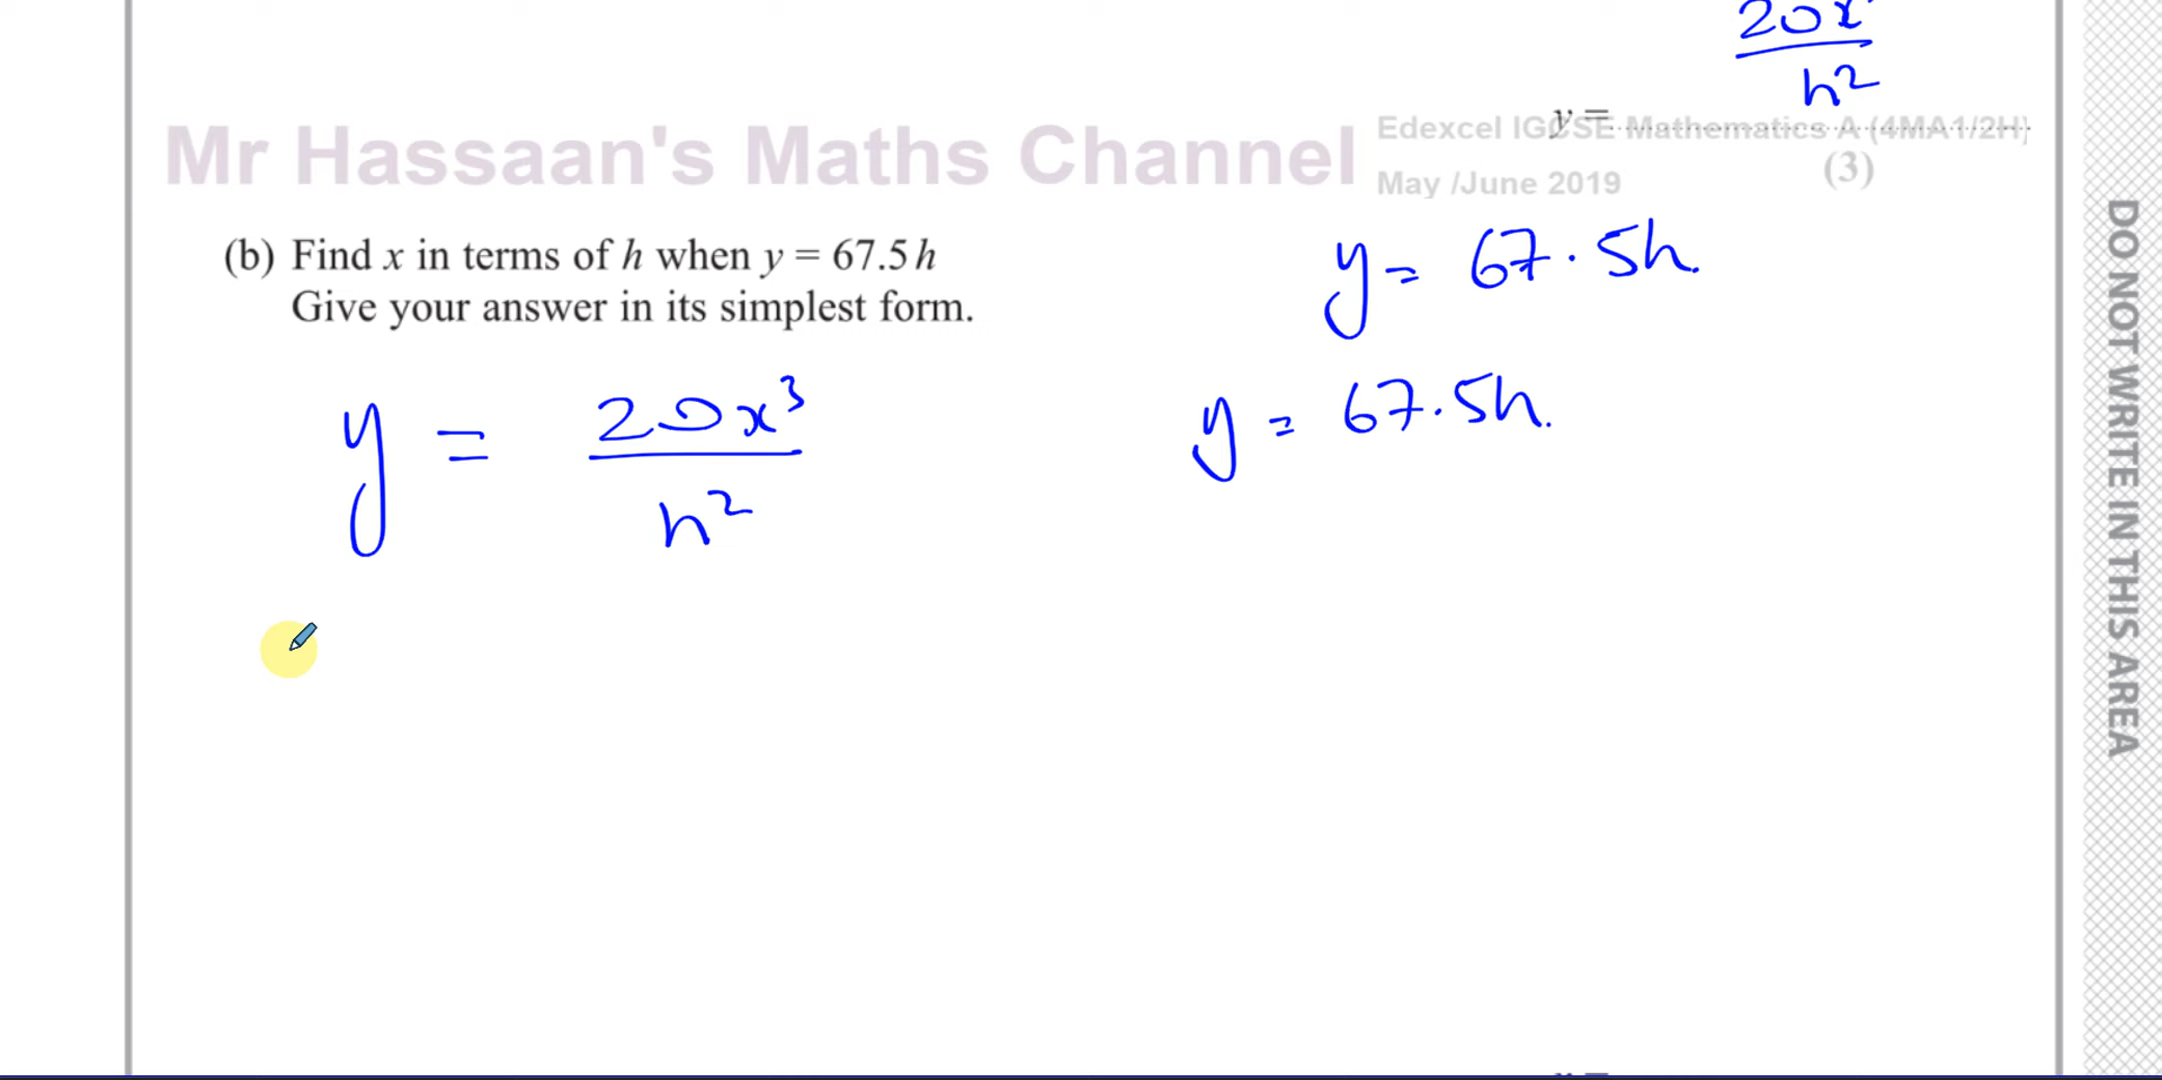 20x
h²
y =
Mr Hassaan's Maths Channel
Edexcel IGCSE Mathematics A (4MA1/2H)
May /June 2019
(3)
(b) Find x in terms of h when y = 67.5h
Give your answer in its simplest form.
y = 67.5h.
y = 20x³
h²
y = 67.5h.
DO NOT WRITE IN THIS AREA